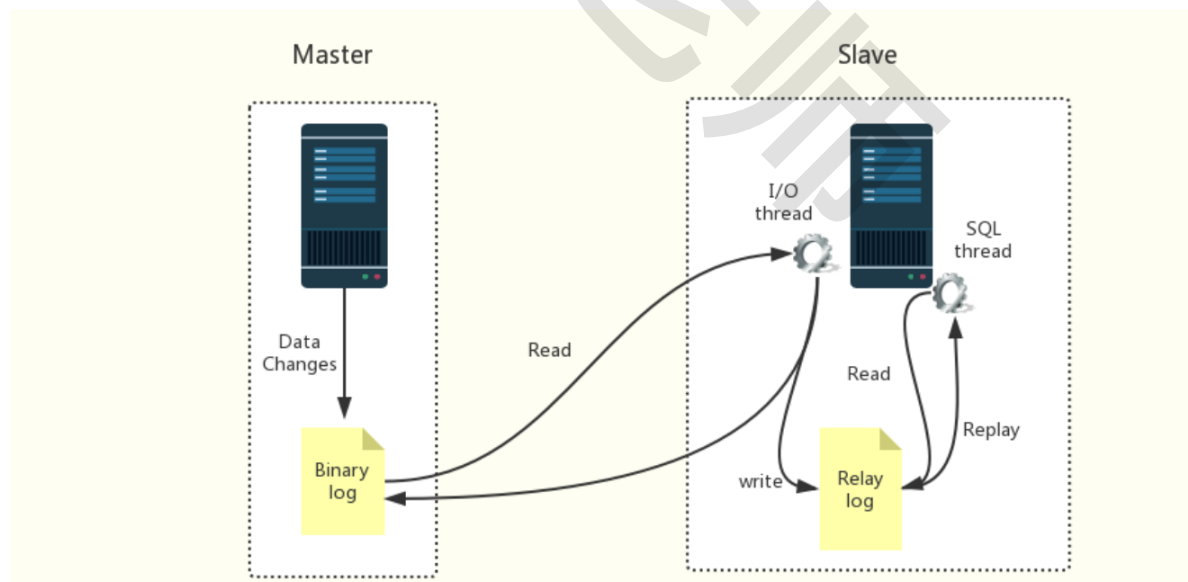 Master
Slave
I/O
thread
SQL
thread
Data
Changes
Read
Read
Replay
Binary
log
write
Relay
log